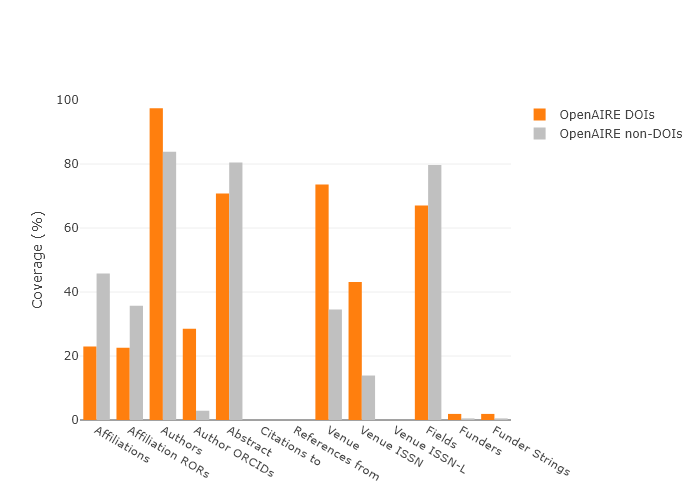 100
80
60
40
20
0
Coverage (%)
OpenAIRE DOIs
OpenAIRE non-DOIs
Affiliations
Affiliation RORs
Authors
Author ORCIDs
Abstract
Citations to
References from
Venue
Venue ISSN
Venue ISSN-L
Fields
Funders
Funder Strings